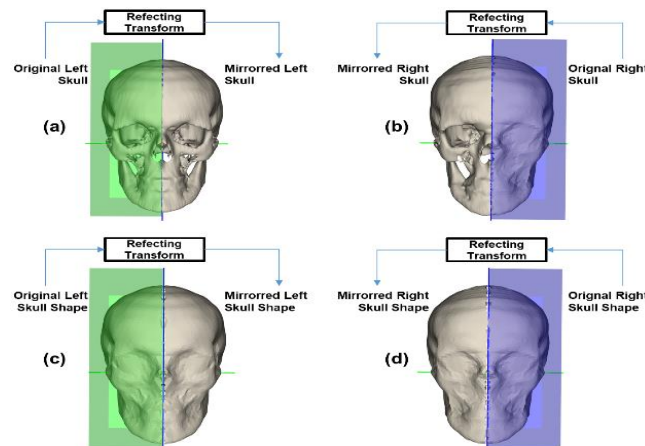 Refecting
Transform
Original Left
Skull
Mirrorred Left
Skull
(a)
Refecting
Transform
Mirrorred Right
Skull
Orignal Right
Skull
(b)
Refecting
Transform
Original Left
Skull Shape
Mirrorred Left
Skull Shape
(c)
Refecting
Transform
Mirrorred Right
Skull Shape
Orignal Right
Skull Shape
(d)